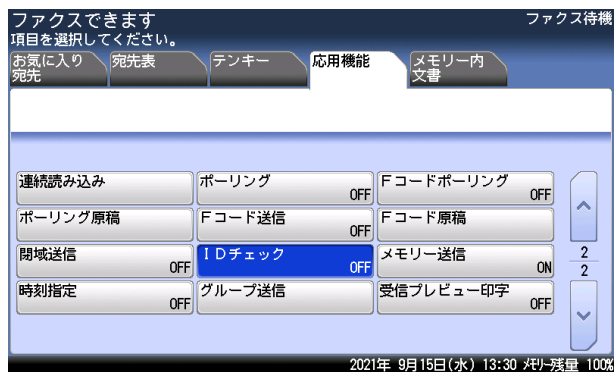 ファクスできます
ファクス待機
項目を選択してください。
お気に入り
宛先
宛先表
テンキー
応用機能
メモリー内
文書
連続読み込み
ポーリング
OFF
Fコードポーリング
OFF
ポーリング原稿
Fコード送信
OFF
Fコード原稿
閉域送信
OFF
IDチェック
OFF
メモリー送信
ON
2
2
時刻指定
OFF
グループ送信
受信プレビュー印字
OFF
2021年 9月15日(水) 13:30 メモリー残量 100%